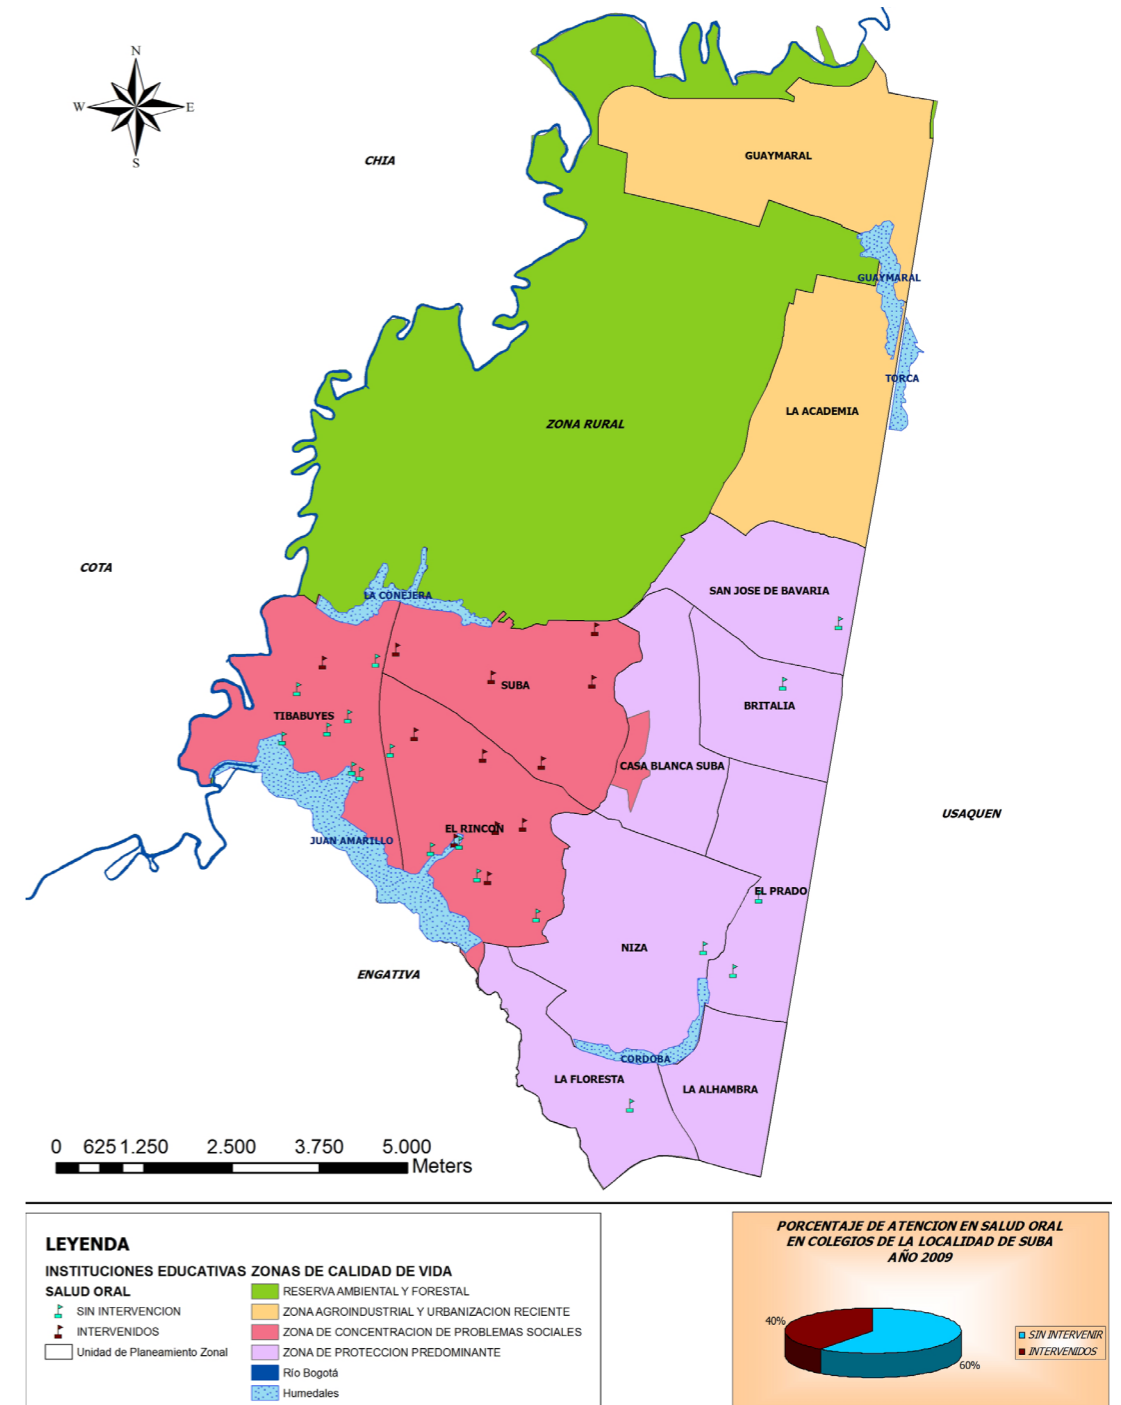 N
W E
S
CHIA
GUAYMARAL
GUAYMARAL
TORCA
LA ACADEMIA
ZONA RURAL
COTA
LA CONEJERA
SAN JOSE DE BAVARIA
SUBA
TIBABUYES
BRITALIA
CASA BLANCA SUBA
USAQUEN
EL RINCON
JUAN AMARILLO
EL PRADO
NIZA
ENGATIVA
CORDOBA
LA FLORESTA
LA ALHAMBRA
0 625 1.250 2.500 3.750 5.000
Meters
LEYENDA
INSTITUCIONES EDUCATIVAS ZONAS DE CALIDAD DE VIDA
SALUD ORAL
SIN INTERVENCION
INTERVENIDOS
Unidad de Planeamiento Zonal
RESERVA AMBIENTAL Y FORESTAL
ZONA AGROINDUSTRIAL Y URBANIZACION RECIENTE
ZONA DE CONCENTRACION DE PROBLEMAS SOCIALES
ZONA DE PROTECCION PREDOMINANTE
Río Bogotá
Humedales
PORCENTAJE DE ATENCION EN SALUD ORAL
EN COLEGIOS DE LA LOCALIDAD DE SUBA
AÑO 2009
40%
60%
SIN INTERVENIR
INTERVENIDOS